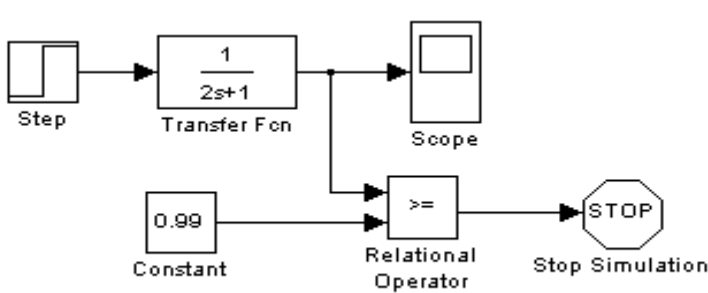 1
2s+1
Step
Transfer Fcn
Scope
0.99
>=
STOP
Constant
Relational
Operator
Stop Simulation